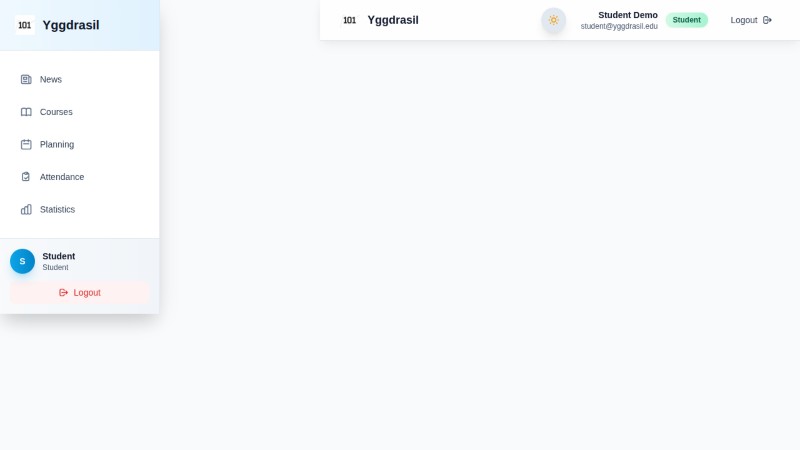 101 Yggdrasil
News
Courses
Planning
Attendance
Statistics
S
Student
Student
Logout
101 Yggdrasil
Student Demo
student@yggdrasil.edu
Student
Logout